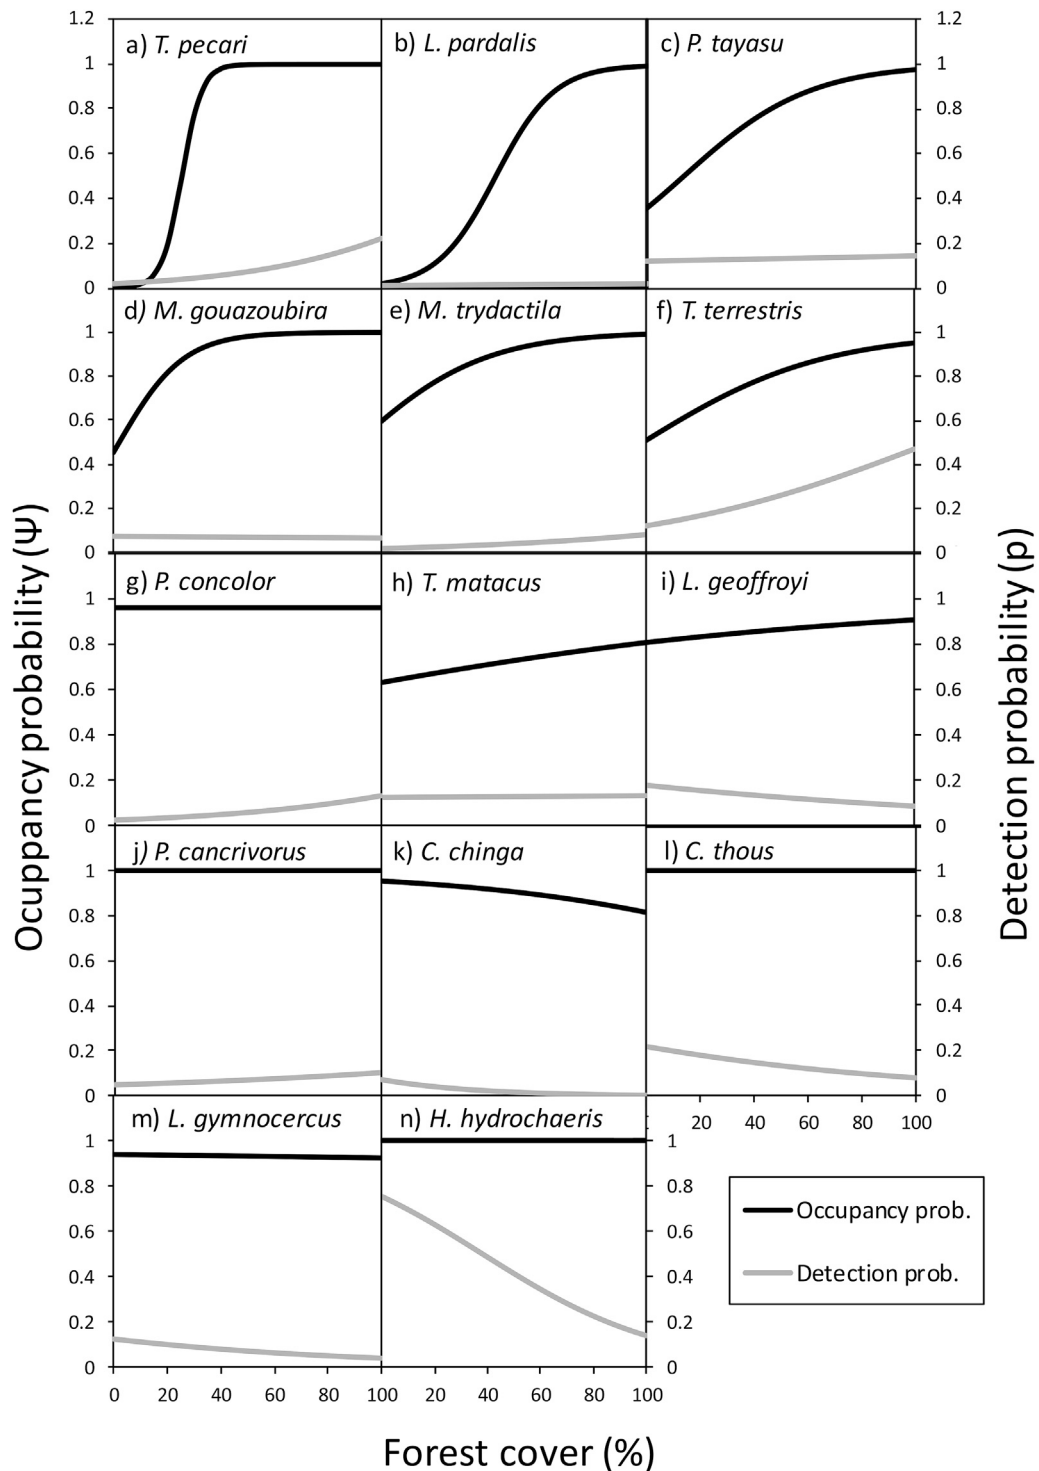 1.2
1.2
a) T. pecari
b) L. pardalis
c) P. tayasu
1
1
0.8
0.8
0.6
0.6
0.4
0.4
0.2
0.2
0
0
d) M. gouazoubira
e) M. trydactila
f) T. terrestris
1
1
0.8
0.8
0.6
0.6
0.4
0.4
0.2
0.2
0
0
g) P. concolor
h) T. matacus
i) L. geoffroyi
1
1
0.8
0.8
0.6
0.6
0.4
0.4
0.2
0.2
0
0
j) P. cancrivorus
k) C. chinga
l) C. thous
1
1
0.8
0.8
0.6
0.6
0.4
0.4
0.2
0.2
0
0
20 40 60 80 100
m) L. gymnocercus
n) H. hydrochaeris
1
1
0.8
0.8
0.6
0.6
0.4
0.4
0.2
0.2
0
0
0 20 40 60 80 100 20 40 60 80 100
Occupancy prob.
Detection prob.
Ocuppancy probability (Ψ)
Detection probability (p)
Forest cover (%)